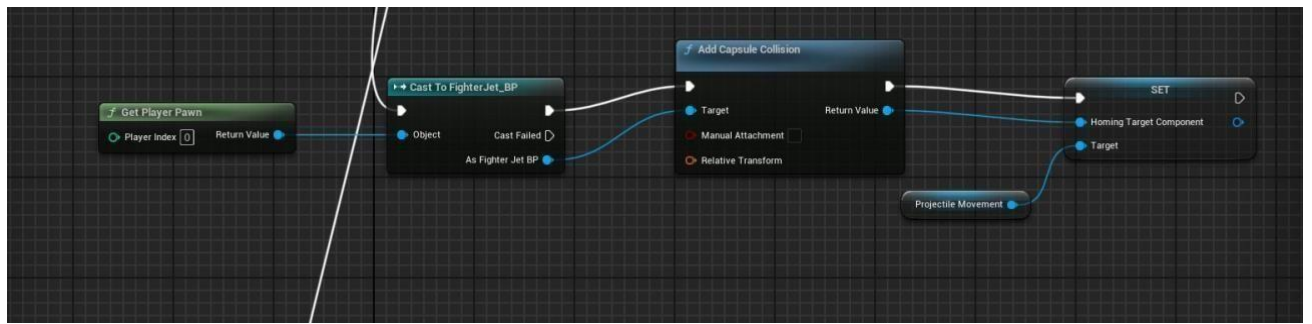 f Get Player Pawn
Player Index 0 Return Value
Cast To FighterJet_BP
Object Cast Failed
As Fighter Jet BP
f Add Capsule Collision
Target Return Value
Manual Attachment
Relative Transform
SET
Homing Target Component
Target
Projectile Movement